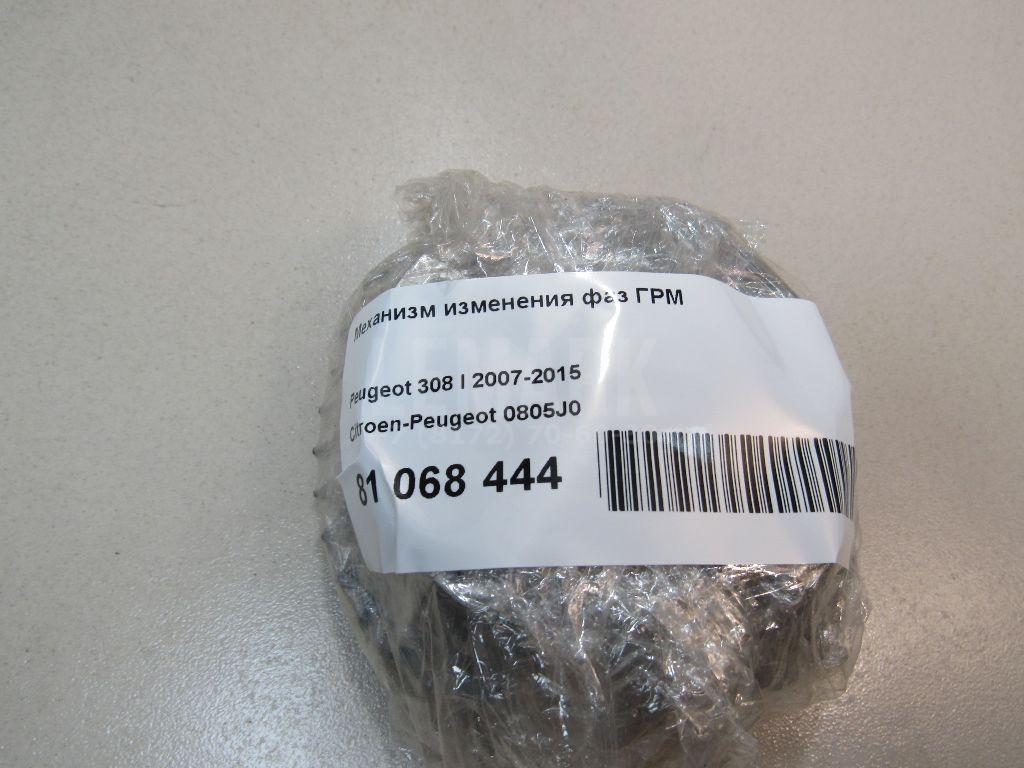 Механизм изменения фаз ГРМ
Peugeot 308 I 2007-2015
Citroen-Peugeot 0805J0
81 068 444